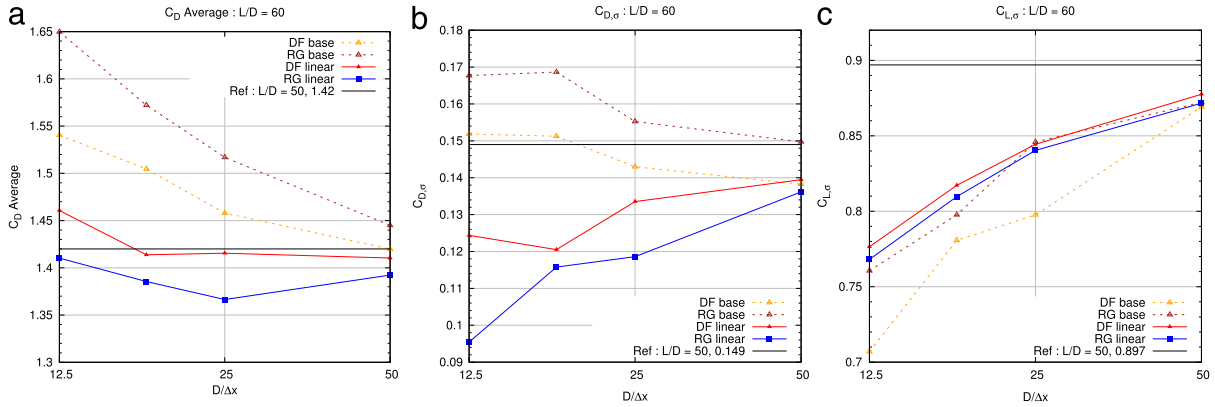 a
C_D Average : L/D = 60
1.65
1.6
1.55
1.5
1.45
1.4
1.35
1.3
C_D Average
DF base
RG base
DF linear
RG linear
Ref : L/D = 50, 1.42
12.5
25
50
D/Δx
b
C_D,σ : L/D = 60
0.18
0.17
0.16
0.15
0.14
0.13
0.12
0.11
0.1
0.09
C_D,σ
DF base
RG base
DF linear
RG linear
Ref : L/D = 50, 0.149
12.5
25
50
D/Δx
c
C_L,σ : L/D = 60
0.9
0.85
0.8
0.75
0.7
C_L,σ
DF base
RG base
DF linear
RG linear
Ref : L/D = 50, 0.897
12.5
25
50
D/Δx